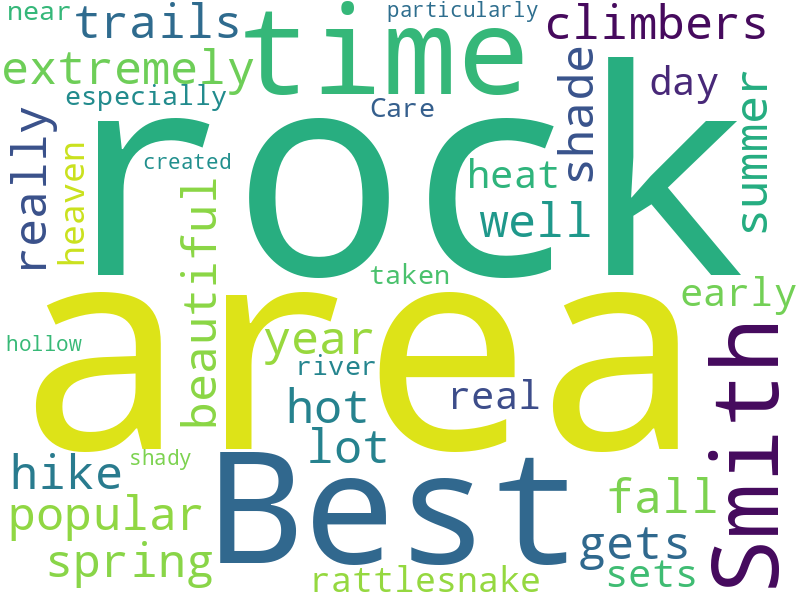 near
trails
time
particularly
climbers
extremely
especially
Care
shade
day
summer
really
heaven
created
rock
heat
well
beautiful
taken
area
early
hollow
year
river
real
Smith
hot
lot
shady
hike
Best
popular
fall
spring
gets
rattlesnake
sets